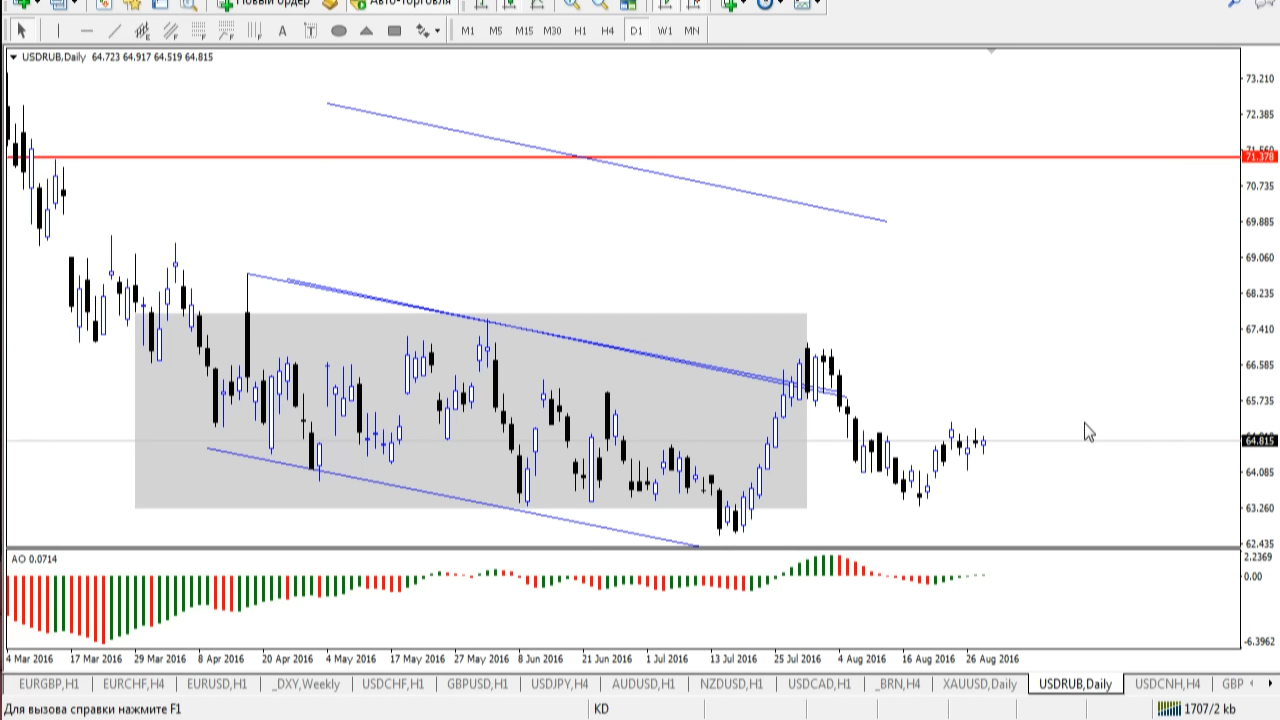 Новый ордер Авто-торговля
A T M1 M5 M15 M30 H1 H4 D1 W1 MN
USDRUB,Daily 64.723 64.917 64.519 64.815
73.210
72.385
71.560
71.378
70.735
69.885
69.060
68.235
67.410
66.585
65.735
64.815
64.085
63.260
62.435
AO 0.0714
2.2369
0.00
-6.3962
4 Mar 2016 17 Mar 2016 29 Mar 2016 8 Apr 2016 20 Apr 2016 4 May 2016 17 May 2016 27 May 2016 8 Jun 2016 21 Jun 2016 1 Jul 2016 13 Jul 2016 25 Jul 2016 4 Aug 2016 16 Aug 2016 26 Aug 2016
EURGBP,H1 EURCHF,H4 EURUSD,H1 _DXY,Weekly USDCHF,H1 GBPUSD,H1 USDJPY,H4 AUDUSD,H1 NZDUSD,H1 USDCAD,H1 _BRN,H4 XAUUSD,Daily USDRUB,Daily USDCNH,H4 GBP
Для вызова справки нажмите F1 KD 1707/2 kb